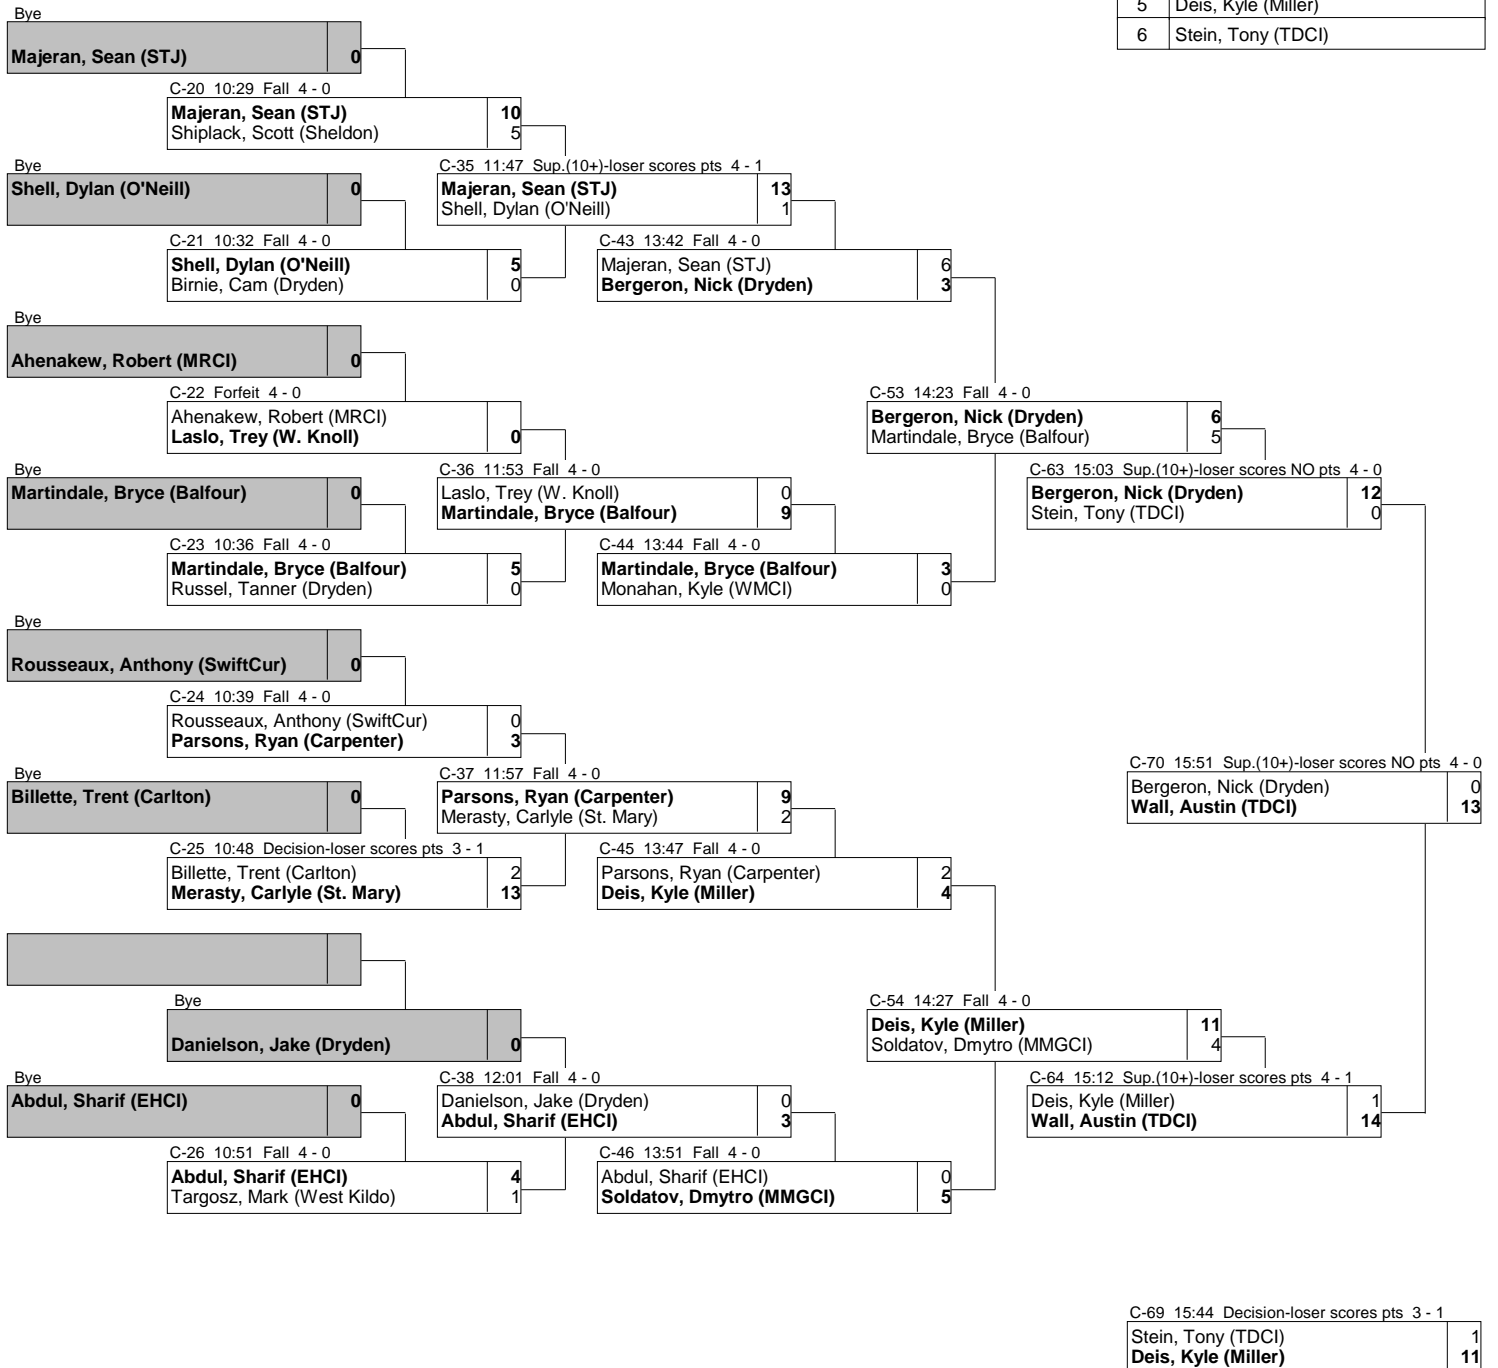 5 Deis, Kyle (Miller)
6 Stein, Tony (TDCI)
Bye
Majeran, Sean (STJ) 0
C-20 10:29 Fall 4 - 0
Majeran, Sean (STJ) 10
Shiplack, Scott (Sheldon) 5
Bye
Shell, Dylan (O'Neill) 0
C-35 11:47 Sup.(10+)-loser scores pts 4 - 1
Majeran, Sean (STJ) 13
Shell, Dylan (O'Neill) 1
C-21 10:32 Fall 4 - 0
Shell, Dylan (O'Neill) 5
Birnie, Cam (Dryden) 0
C-43 13:42 Fall 4 - 0
Majeran, Sean (STJ) 6
Bergeron, Nick (Dryden) 3
Bye
Ahenakew, Robert (MRCI) 0
C-22 Forfeit 4 - 0
Ahenakew, Robert (MRCI)
Laslo, Trey (W. Knoll) 0
C-53 14:23 Fall 4 - 0
Bergeron, Nick (Dryden) 6
Martindale, Bryce (Balfour) 5
Bye
Martindale, Bryce (Balfour) 0
C-36 11:53 Fall 4 - 0
Laslo, Trey (W. Knoll) 0
Martindale, Bryce (Balfour) 9
C-63 15:03 Sup.(10+)-loser scores NO pts 4 - 0
Bergeron, Nick (Dryden) 12
Stein, Tony (TDCI) 0
C-23 10:36 Fall 4 - 0
Martindale, Bryce (Balfour) 5
Russel, Tanner (Dryden) 0
C-44 13:44 Fall 4 - 0
Martindale, Bryce (Balfour) 3
Monahan, Kyle (WMCI) 0
Bye
Rousseaux, Anthony (SwiftCur) 0
C-24 10:39 Fall 4 - 0
Rousseaux, Anthony (SwiftCur) 0
Parsons, Ryan (Carpenter) 3
C-70 15:51 Sup.(10+)-loser scores NO pts 4 - 0
Bergeron, Nick (Dryden) 0
Wall, Austin (TDCI) 13
Bye
Billette, Trent (Carlton) 0
C-37 11:57 Fall 4 - 0
Parsons, Ryan (Carpenter) 9
Merasty, Carlyle (St. Mary) 2
C-25 10:48 Decision-loser scores pts 3 - 1
Billette, Trent (Carlton) 2
Merasty, Carlyle (St. Mary) 13
C-45 13:47 Fall 4 - 0
Parsons, Ryan (Carpenter) 2
Deis, Kyle (Miller) 4
Bye
Danielson, Jake (Dryden) 0
C-54 14:27 Fall 4 - 0
Deis, Kyle (Miller) 11
Soldatov, Dmytro (MMGCI) 4
Bye
Abdul, Sharif (EHCI) 0
C-38 12:01 Fall 4 - 0
Danielson, Jake (Dryden) 0
Abdul, Sharif (EHCI) 3
C-64 15:12 Sup.(10+)-loser scores pts 4 - 1
Deis, Kyle (Miller) 1
Wall, Austin (TDCI) 14
C-26 10:51 Fall 4 - 0
Abdul, Sharif (EHCI) 4
Targosz, Mark (West Kildo) 1
C-46 13:51 Fall 4 - 0
Abdul, Sharif (EHCI) 0
Soldatov, Dmytro (MMGCI) 5
C-69 15:44 Decision-loser scores pts 3 - 1
Stein, Tony (TDCI) 1
Deis, Kyle (Miller) 11